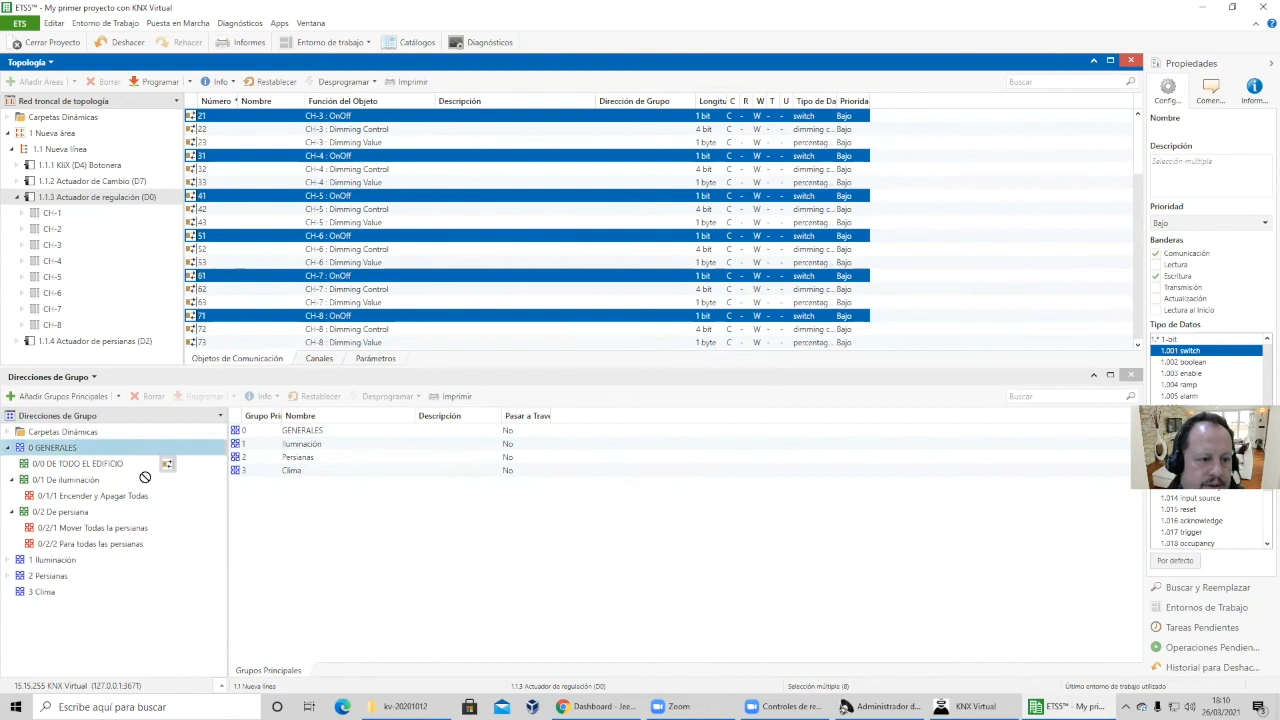 ETS5™ - My primer proyecto con KNX Virtual
ETS Editar Entorno de Trabajo Puesta en Marcha Diagnósticos Apps Ventana
Cerrar Proyecto Deshacer Rehacer Informes Entorno de trabajo Catálogos Diagnósticos
Topología
Añadir Áreas Borrar Programar Info Restablecer Desprogramar Imprimir Buscar
Red troncal de topología
Carpetas Dinámicas
1 Nueva área
1.1 Nueva línea
1.1.1 KliX (D4) Botonera
1.1.2 Actuador de Cambio (D7)
1.1.3 Actuador de regulación (D0)
CH-1
CH-2
CH-3
CH-4
CH-5
CH-6
CH-7
CH-8
1.1.4 Actuador de persianas (D2)
Número Nombre Función del Objeto Descripción Dirección de Grupo Longitu C R W T U Tipo de Da Priorida
21 CH-3 : OnOff 1 bit C - W - - switch Bajo
22 CH-3 : Dimming Control 4 bit C - W - - dimming c... Bajo
23 CH-3 : Dimming Value 1 byte C - W - - percentag... Bajo
31 CH-4 : OnOff 1 bit C - W - - switch Bajo
32 CH-4 : Dimming Control 4 bit C - W - - dimming c... Bajo
33 CH-4 : Dimming Value 1 byte C - W - - percentag... Bajo
41 CH-5 : OnOff 1 bit C - W - - switch Bajo
42 CH-5 : Dimming Control 4 bit C - W - - dimming c... Bajo
43 CH-5 : Dimming Value 1 byte C - W - - percentag... Bajo
51 CH-6 : OnOff 1 bit C - W - - switch Bajo
52 CH-6 : Dimming Control 4 bit C - W - - dimming c... Bajo
53 CH-6 : Dimming Value 1 byte C - W - - percentag... Bajo
61 CH-7 : OnOff 1 bit C - W - - switch Bajo
62 CH-7 : Dimming Control 4 bit C - W - - dimming c... Bajo
63 CH-7 : Dimming Value 1 byte C - W - - percentag... Bajo
71 CH-8 : OnOff 1 bit C - W - - switch Bajo
72 CH-8 : Dimming Control 4 bit C - W - - dimming c... Bajo
73 CH-8 : Dimming Value 1 byte C - W - - percentag... Bajo
Objetos de Comunicación Canales Parámetros
Direcciones de Grupo
Añadir Grupos Principales Borrar Programar Info Restablecer Desprogramar Imprimir Buscar
Direcciones de Grupo
Carpetas Dinámicas
0 GENERALES
0/0 DE TODO EL EDIFICIO
0/1 De iluminación
0/1/1 Encender y Apagar Todas
0/2 De persiana
0/2/1 Mover Todas la persianas
0/2/2 Para todas las persianas
1 Iluminación
2 Persianas
3 Clima
Grupo Pri Nombre Descripción Pasar a Trave
0 GENERALES No
1 Iluminación No
2 Persianas No
3 Clima No
Grupos Principales
Propiedades
Config... Comen... Inform...
Nombre
Descripción
Selección múltiple
Prioridad
Bajo
Banderas
Comunicación
Lectura
Escritura
Transmisión
Actualización
Lectura al Inicio
Tipo de Datos
1.* 1-bit
1.001 switch
1.002 boolean
1.003 enable
1.004 ramp
1.005 alarm
1.014 input source
1.015 reset
1.016 acknowledge
1.017 trigger
1.018 occupancy
Por defecto
Buscar y Reemplazar
Entornos de Trabajo
Tareas Pendientes
Operaciones Pendien...
Historial para Deshac...
15.15.255 KNX Virtual (127.0.0.1:3671) 1.1 Nueva línea 1.1.3 Actuador de regulación (D0) Selección múltiple (8) Último entorno de trabajo utilizado
Escribe aquí para buscar kv-20201012 Dashboard - Jee... Zoom Controles de re... Administrador d... KNX Virtual ETS5™ - My pri... 18:10
26/03/2021